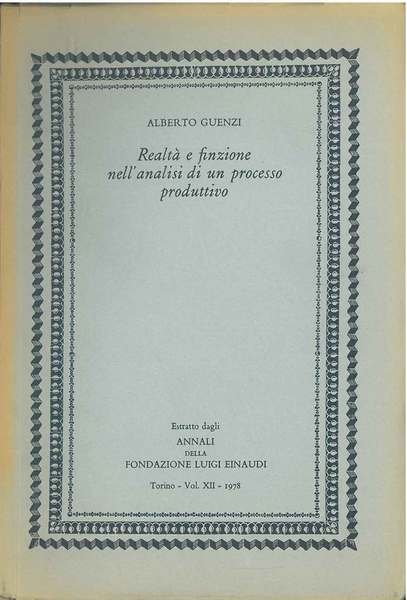 ALBERTO GUENZI
Realtà e finzione
nell'analisi di un processo
produttivo
Estratto dagli
ANNALI
DELLA
FONDAZIONE LUIGI EINAUDI
Torino - Vol. XII - 1978